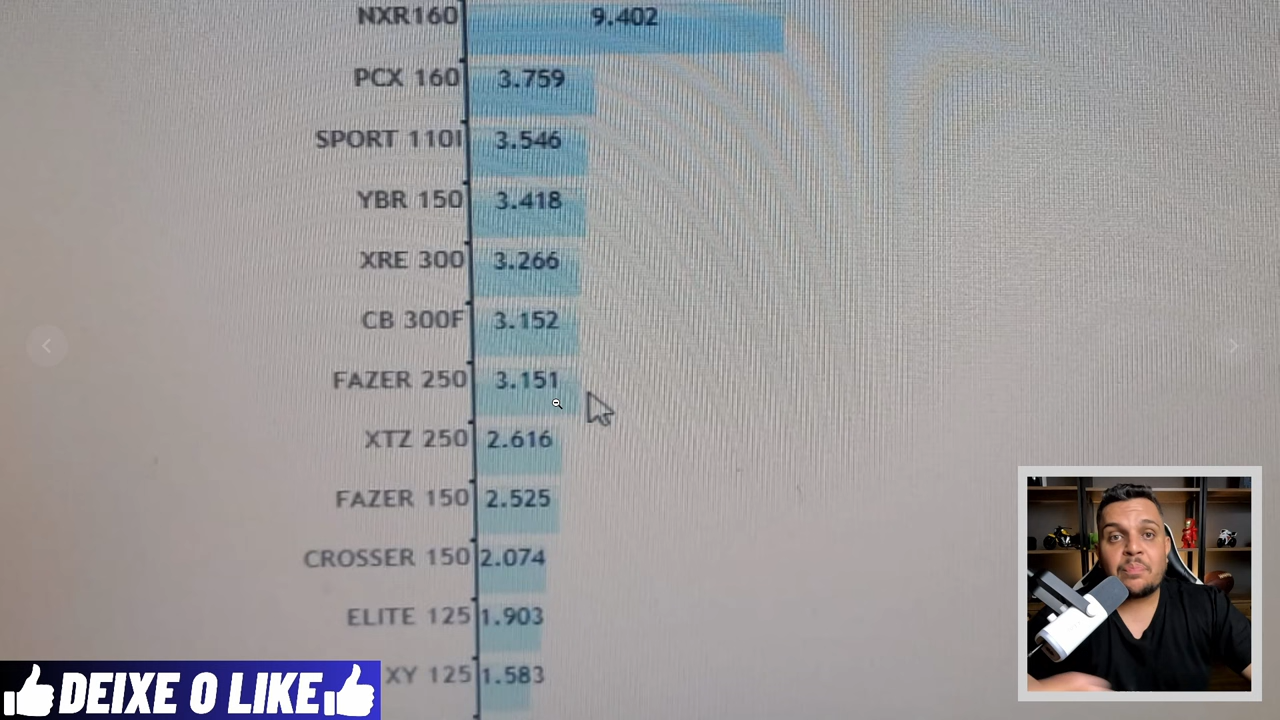 NXR160 9.402
PCX 160 3.759
SPORT 110I 3.546
YBR 150 3.418
XRE 300 3.266
CB 300F 3.152
FAZER 250 3.151
XTZ 250 2.616
FAZER 150 2.525
CROSSER 150 2.074
ELITE 125 1.903
XY 125 1.583
DEIXE O LIKE